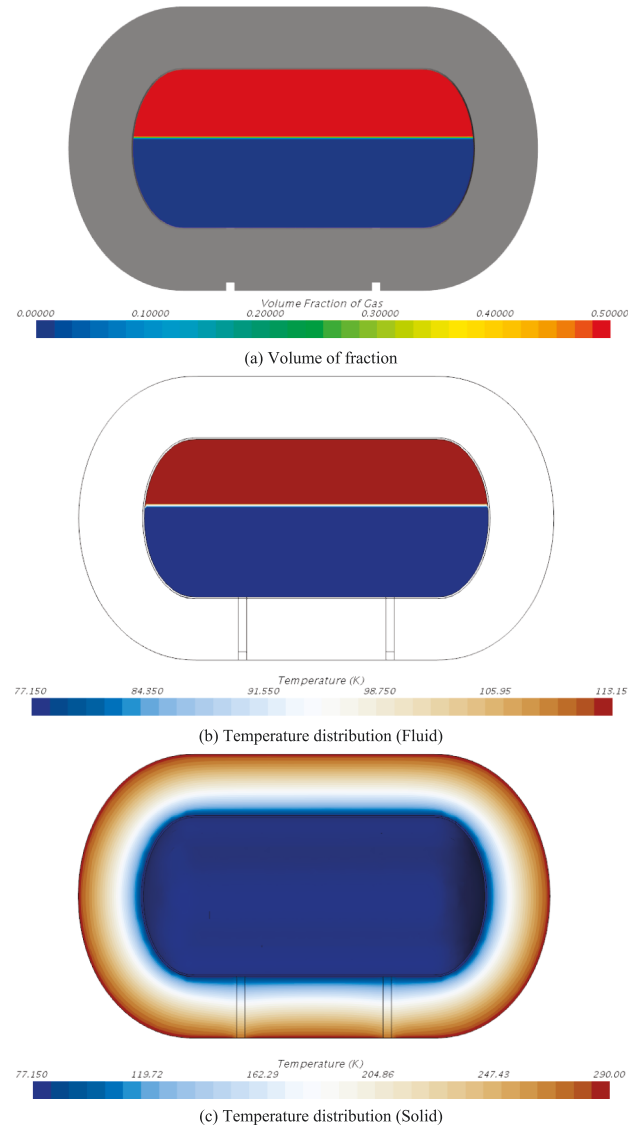 Volume Fraction of Gas
0.00000 0.10000 0.20000 0.30000 0.40000 0.50000
(a) Volume of fraction
Temperature (K)
77.150 84.350 91.550 98.750 105.95 113.15
(b) Temperature distribution (Fluid)
Temperature (K)
77.150 119.72 162.29 204.86 247.43 290.00
(c) Temperature distribution (Solid)